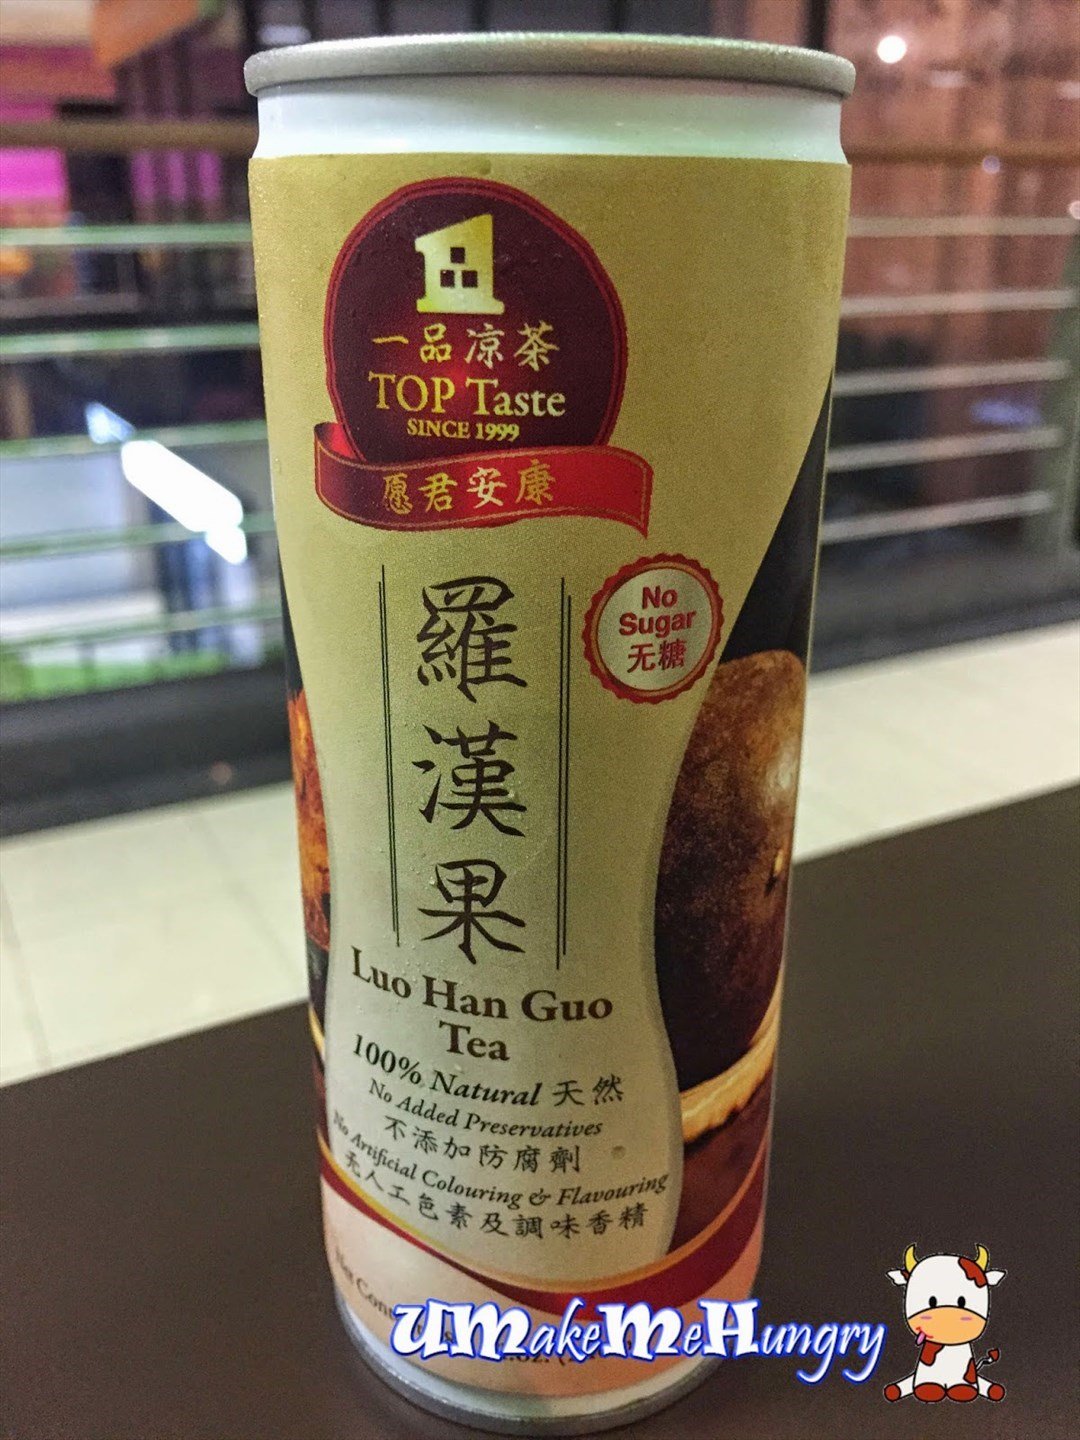 一品凉茶
TOP Taste
SINCE 1999
愿君安康
No
Sugar
无糖
羅漢果
Luo Han Guo
Tea
100% Natural 天然
No Added Preservatives
不添加防腐劑
No Artificial Colouring & Flavouring
无人工色素及調味香精
UMakeMeHungry